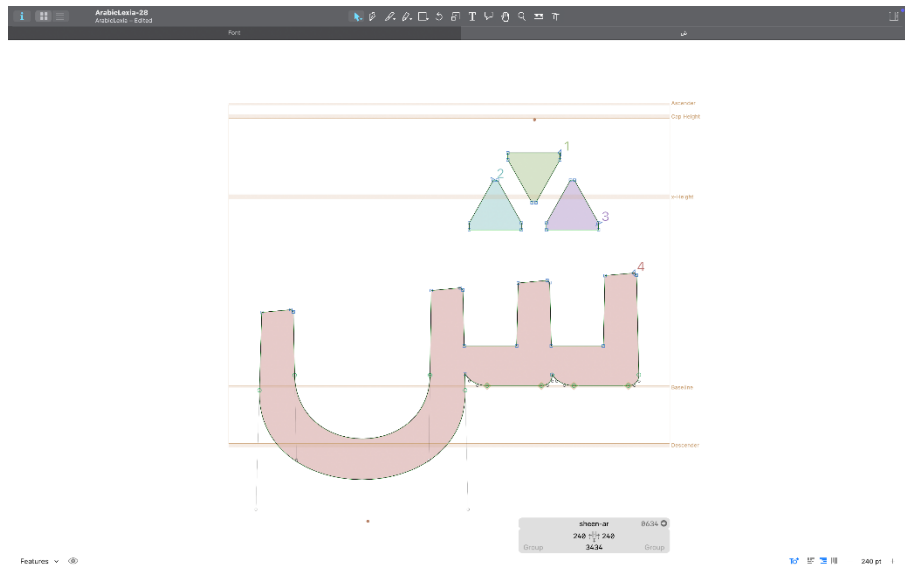 ArabicLexia-28
ArabicLexia — Edited
Font
ش
Ascender
Cap Height
x-Height
Baseline
Descender
1
2
3
4
sheen-ar 0634
240 240
Group 3434 Group
Features
240 pt